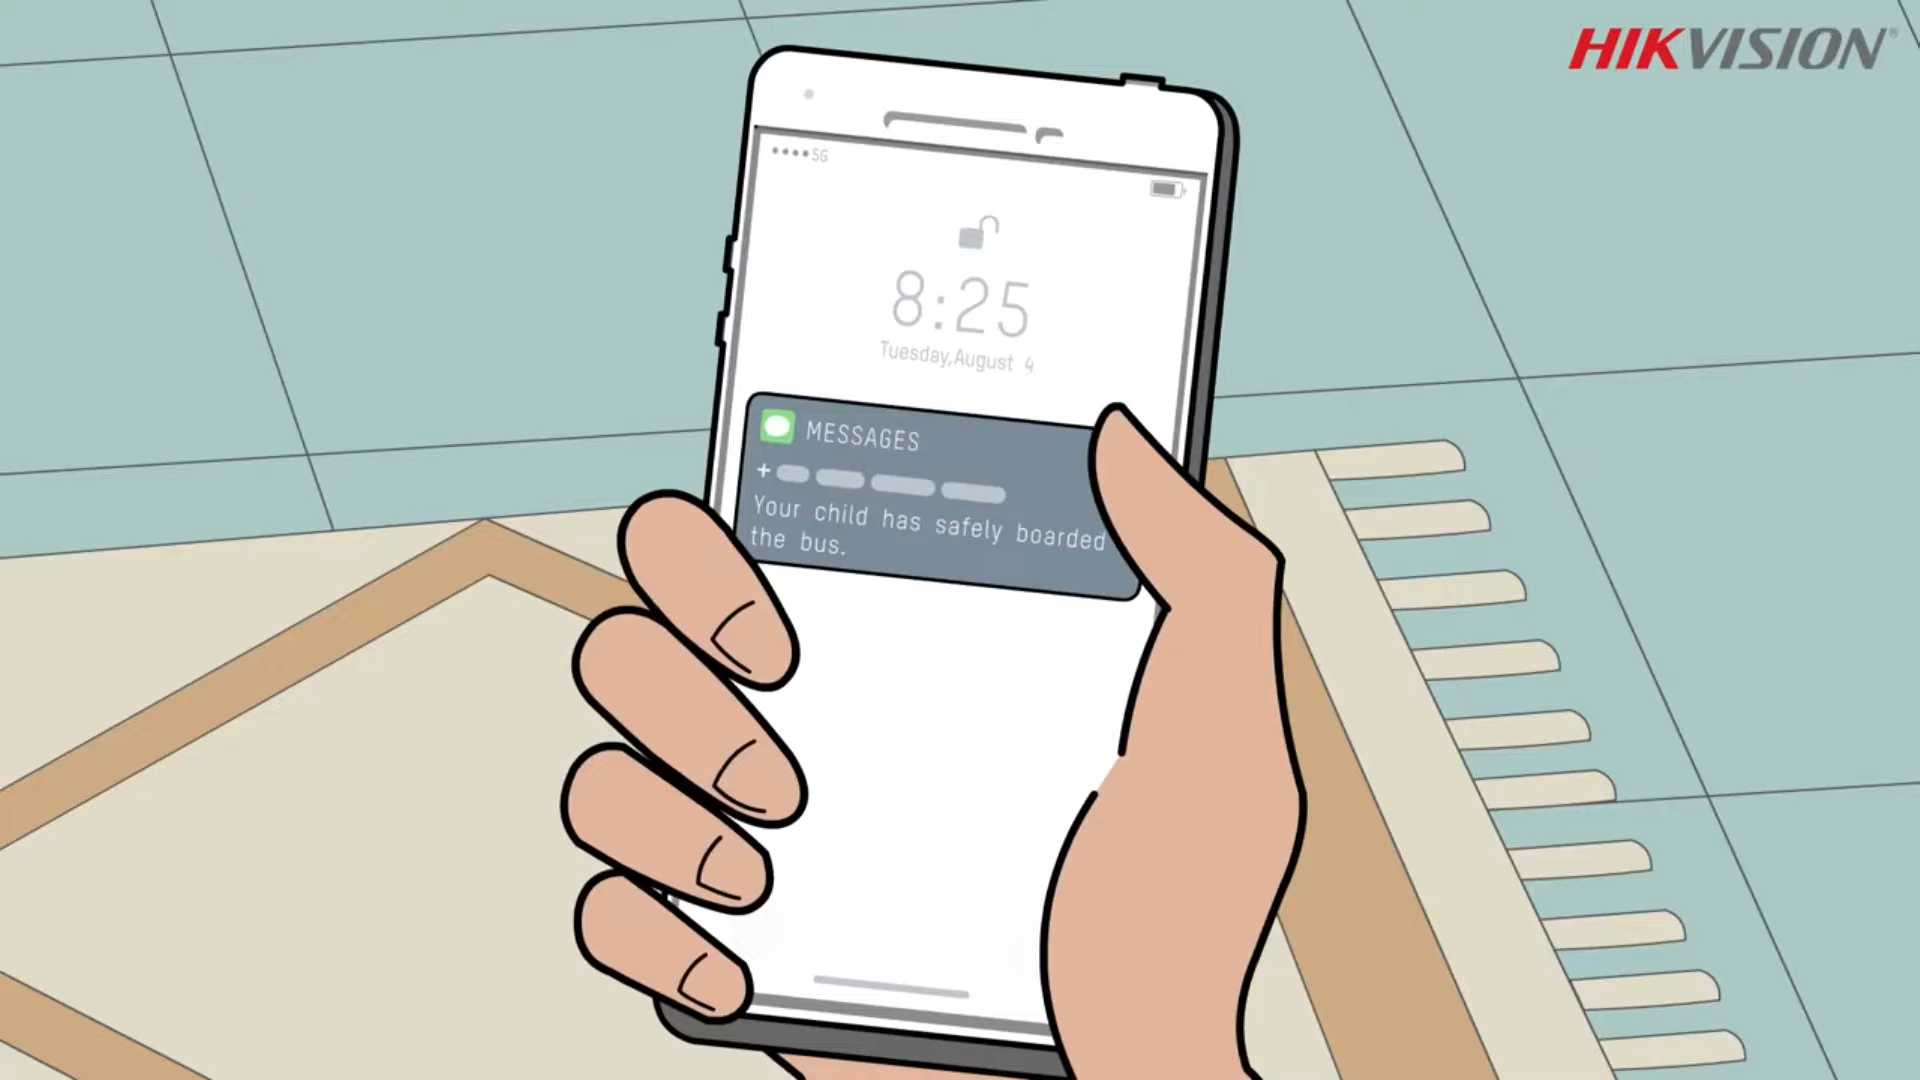 HIKVISION®
5G
8:25
Tuesday,August 4
MESSAGES
+
Your child has safely boarded
the bus.